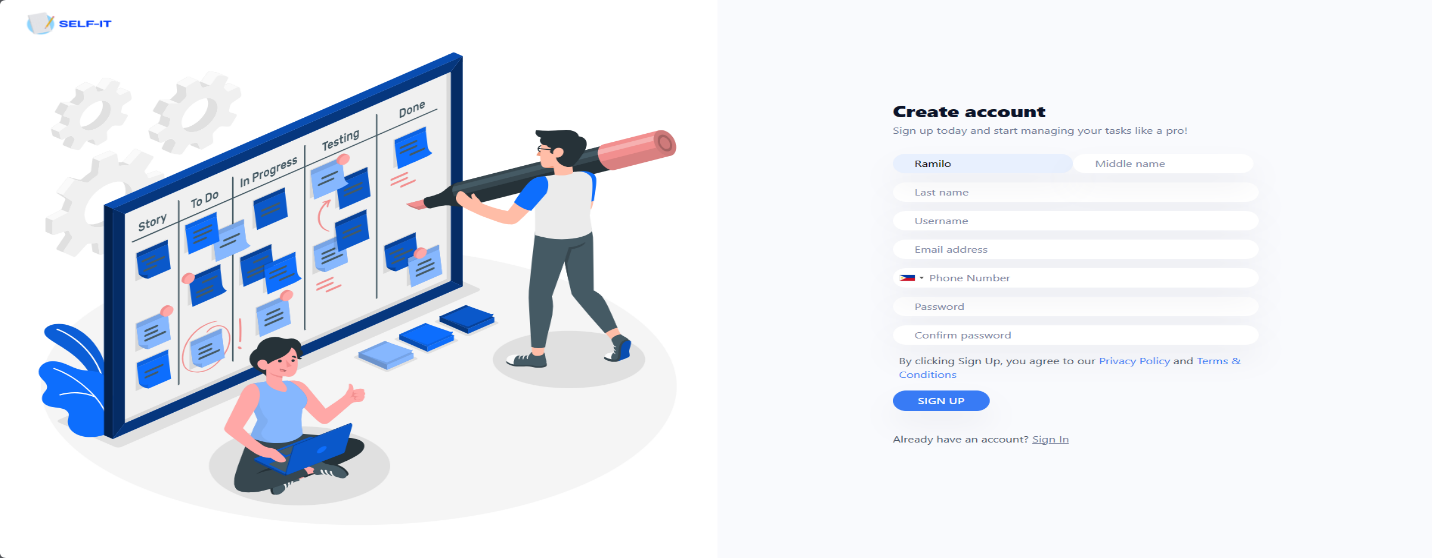 SELF-IT
Story
To Do
In Progress
Testing
Done
Create account
Sign up today and start managing your tasks like a pro!
Ramilo
Middle name
Last name
Username
Email address
Phone Number
Password
Confirm password
By clicking Sign Up, you agree to our Privacy Policy and Terms &
Conditions
SIGN UP
Already have an account? Sign In